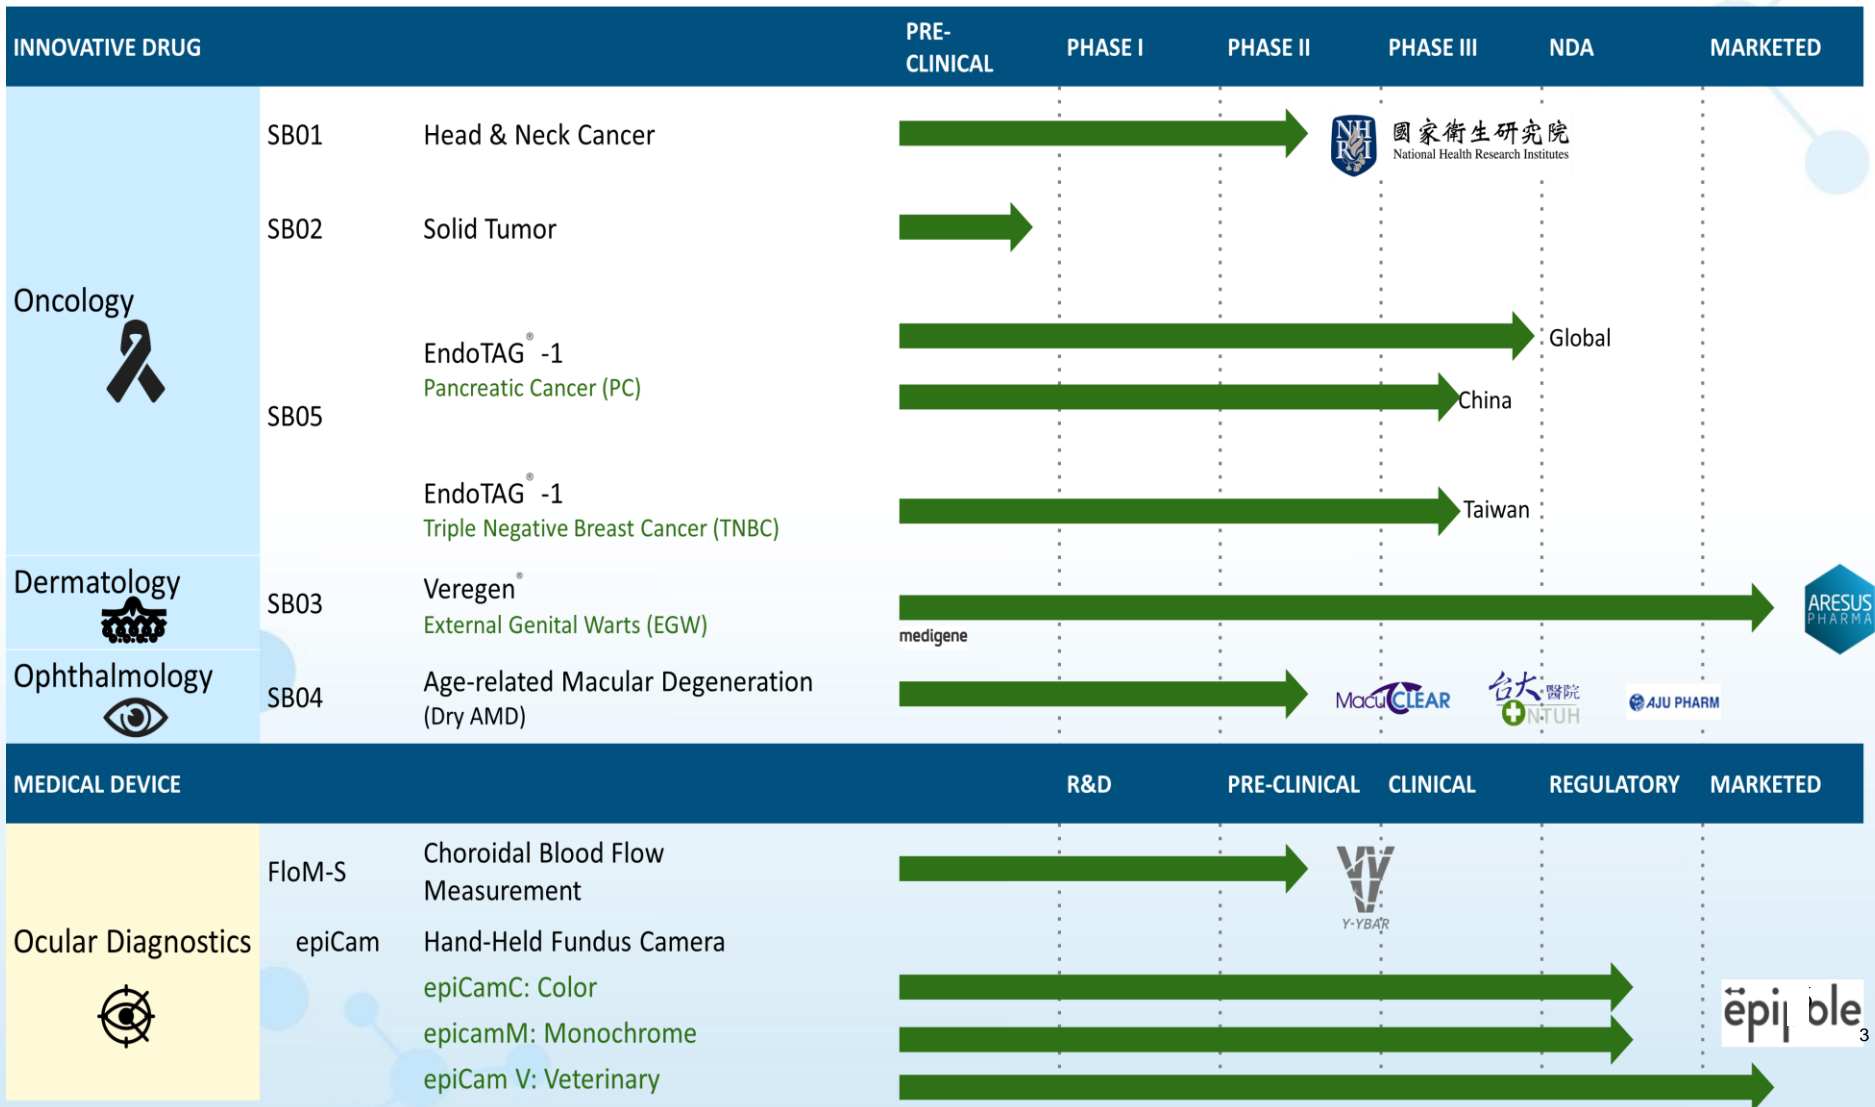 INNOVATIVE DRUG
PRE-
CLINICAL
PHASE I
PHASE II
PHASE III
NDA
MARKETED
Oncology
SB01
Head & Neck Cancer
NH
RI
國家衛生研究院
National Health Research Institutes
SB02
Solid Tumor
SB05
EndoTAG® -1
Pancreatic Cancer (PC)
Global
China
EndoTAG® -1
Triple Negative Breast Cancer (TNBC)
Taiwan
Dermatology
SB03
Veregen®
External Genital Warts (EGW)
medigene
ARESUS
PHARMA
Ophthalmology
SB04
Age-related Macular Degeneration
(Dry AMD)
MacuCLEAR
台大醫院
NTUH
AJU PHARM
MEDICAL DEVICE
R&D
PRE-CLINICAL
CLINICAL
REGULATORY
MARKETED
Ocular Diagnostics
FloM-S
Choroidal Blood Flow
Measurement
Y-YBAR
epiCam
Hand-Held Fundus Camera
epiCamC: Color
epicamM: Monochrome
epiCam V: Veterinary
3